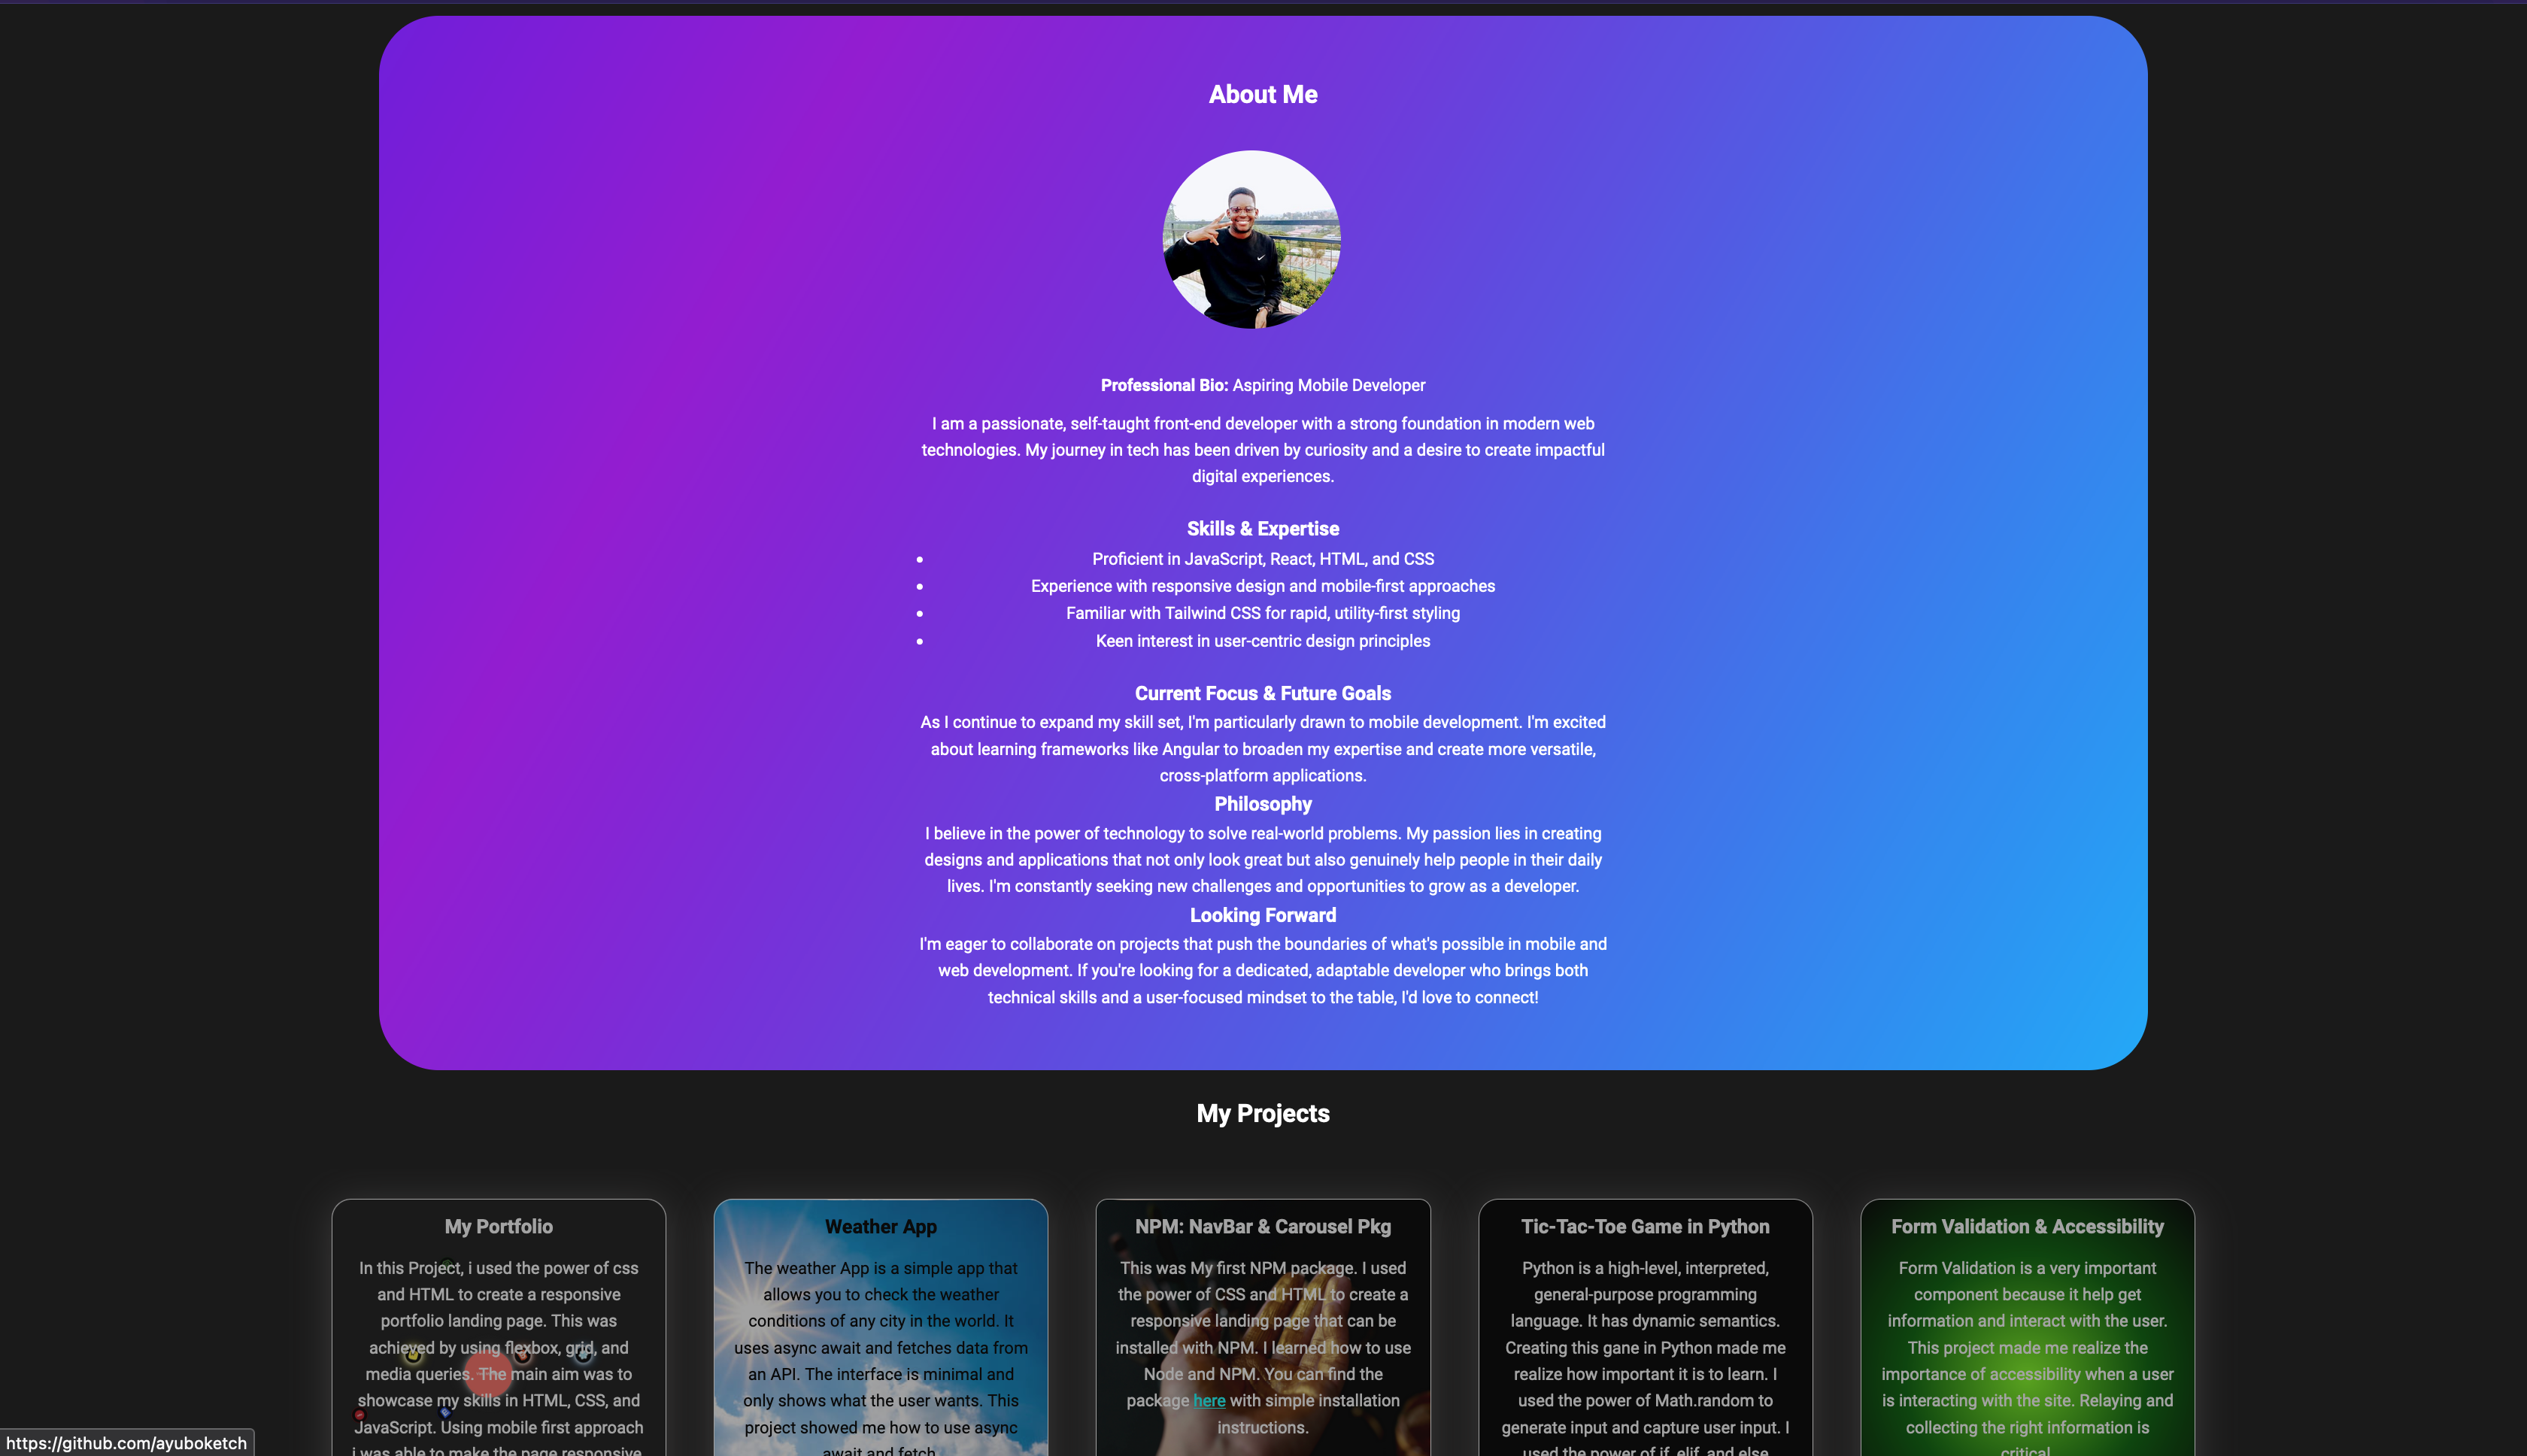 About Me
Professional Bio: Aspiring Mobile Developer
I am a passionate, self-taught front-end developer with a strong foundation in modern web
technologies. My journey in tech has been driven by curiosity and a desire to create impactful
digital experiences.
Skills & Expertise
• Proficient in JavaScript, React, HTML, and CSS
• Experience with responsive design and mobile-first approaches
• Familiar with Tailwind CSS for rapid, utility-first styling
• Keen interest in user-centric design principles
Current Focus & Future Goals
As I continue to expand my skill set, I'm particularly drawn to mobile development. I'm excited
about learning frameworks like Angular to broaden my expertise and create more versatile,
cross-platform applications.
Philosophy
I believe in the power of technology to solve real-world problems. My passion lies in creating
designs and applications that not only look great but also genuinely help people in their daily
lives. I'm constantly seeking new challenges and opportunities to grow as a developer.
Looking Forward
I'm eager to collaborate on projects that push the boundaries of what's possible in mobile and
web development. If you're looking for a dedicated, adaptable developer who brings both
technical skills and a user-focused mindset to the table, I'd love to connect!
My Projects
My Portfolio
In this Project, i used the power of css
and HTML to create a responsive
portfolio landing page. This was
achieved by using flexbox, grid, and
media queries. The main aim was to
showcase my skills in HTML, CSS, and
JavaScript. Using mobile first approach
i was able to make the page responsive
Weather App
The weather App is a simple app that
allows you to check the weather
conditions of any city in the world. It
uses async await and fetches data from
an API. The interface is minimal and
only shows what the user wants. This
project showed me how to use async
await and fetch
NPM: NavBar & Carousel Pkg
This was My first NPM package. I used
the power of CSS and HTML to create a
responsive landing page that can be
installed with NPM. I learned how to use
Node and NPM. You can find the
package here with simple installation
instructions.
Tic-Tac-Toe Game in Python
Python is a high-level, interpreted,
general-purpose programming
language. It has dynamic semantics.
Creating this gane in Python made me
realize how important it is to learn. I
used the power of Math.random to
generate input and capture user input. I
used the power of if, elif, and else
Form Validation & Accessibility
Form Validation is a very important
component because it help get
information and interact with the user.
This project made me realize the
importance of accessibility when a user
is interacting with the site. Relaying and
collecting the right information is
critical
https://github.com/ayuboketch